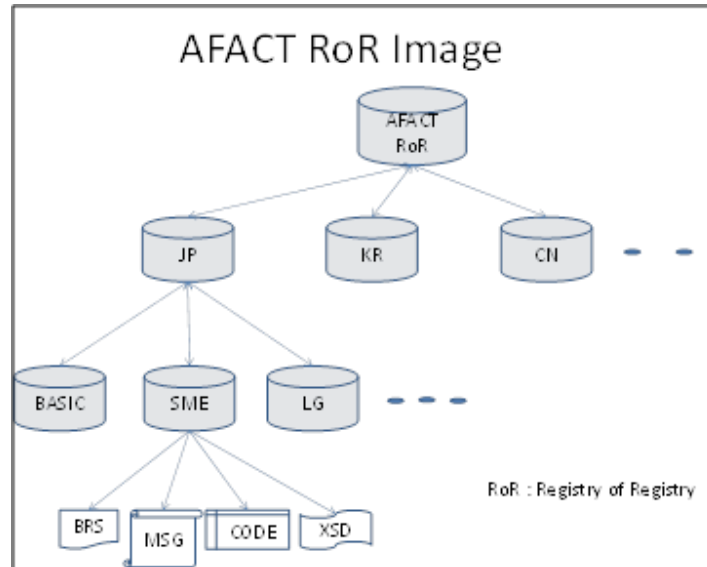 AFACT RoR Image
AFACT
RoR
JP
KR
CN
BASIC
SME
LG
RoR : Registry of Registry
BRS
MSG
CODE
XSD